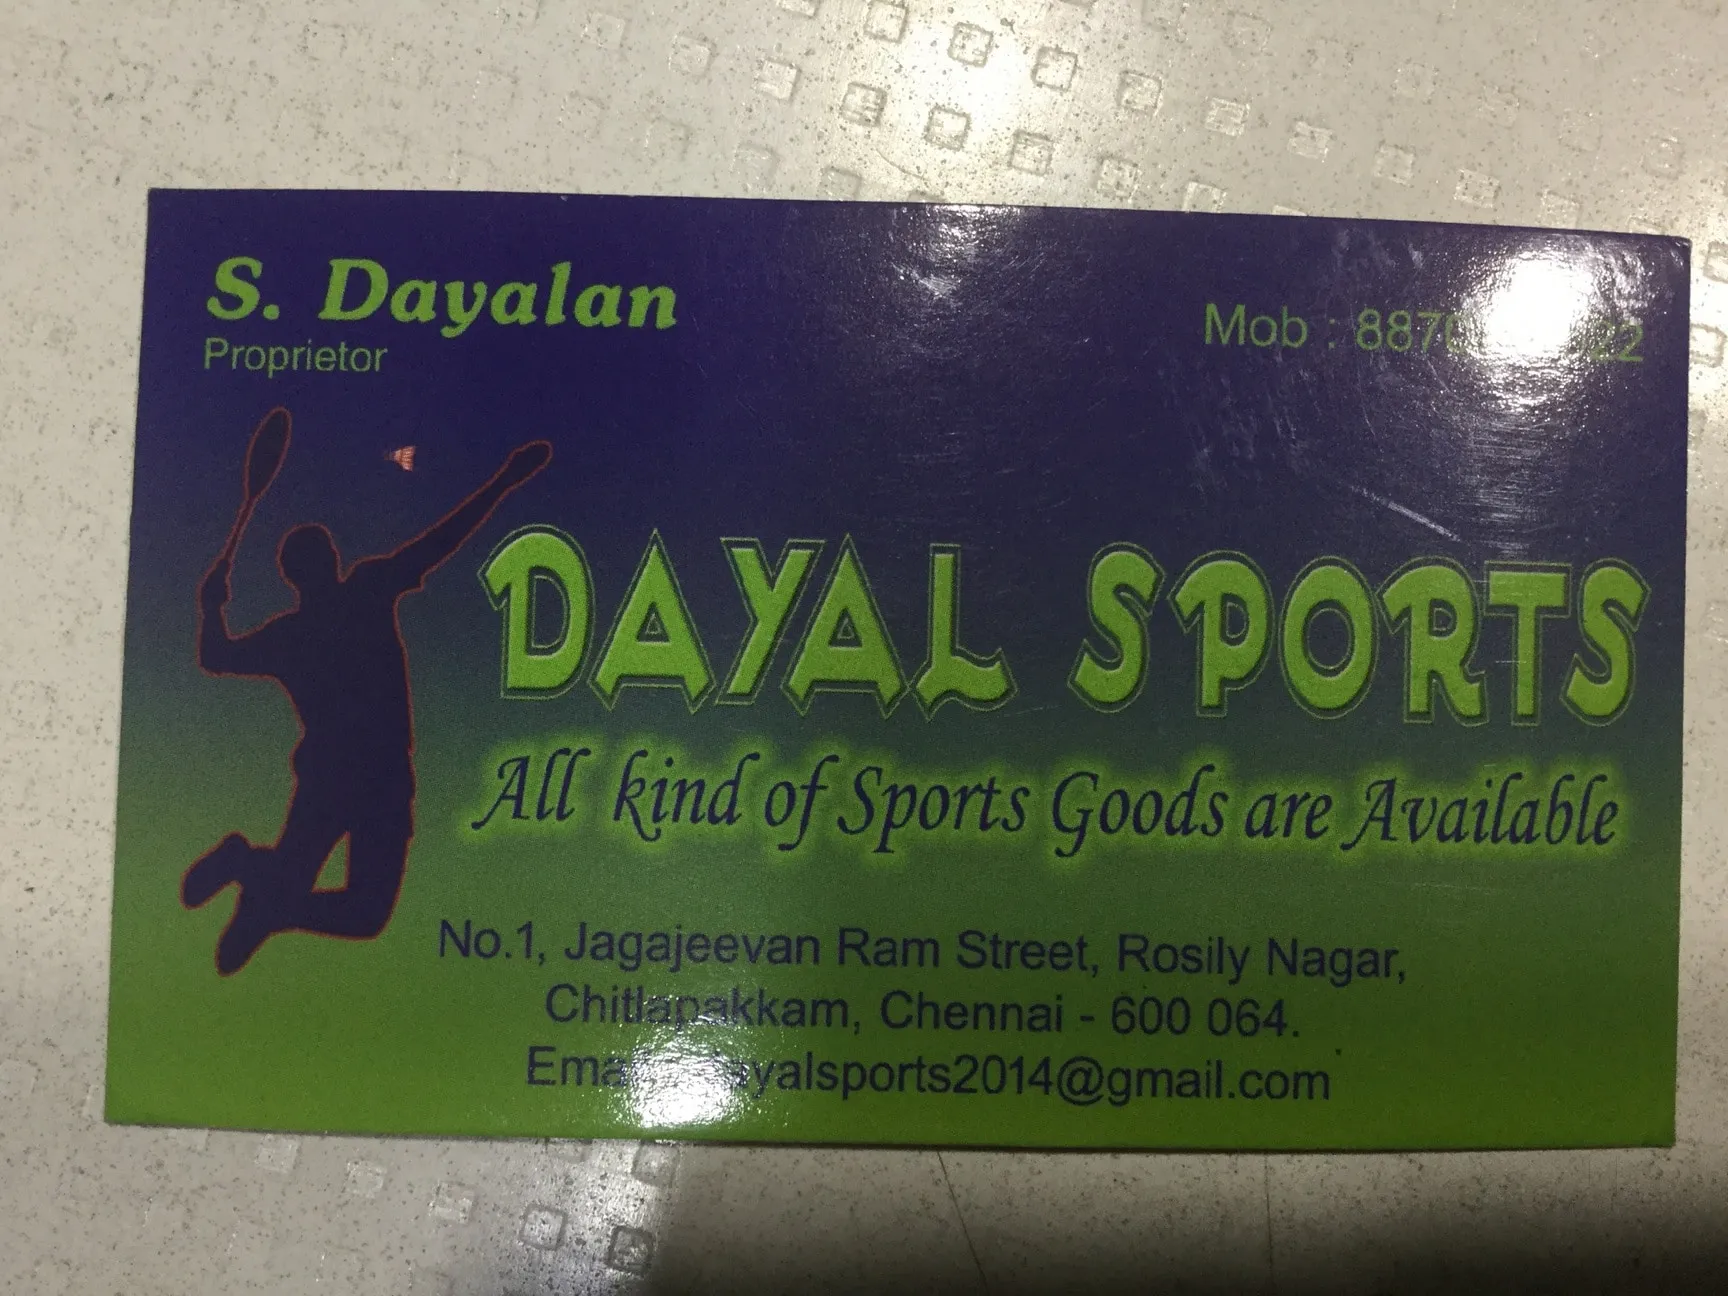 S. Dayalan
Proprietor
Mob :
DAYAL SPORTS
All kind of Sports Goods are Available
No.1, Jagajeevan Ram Street, Rosily Nagar,
Chitlapakkam, Chennai - 600 064.